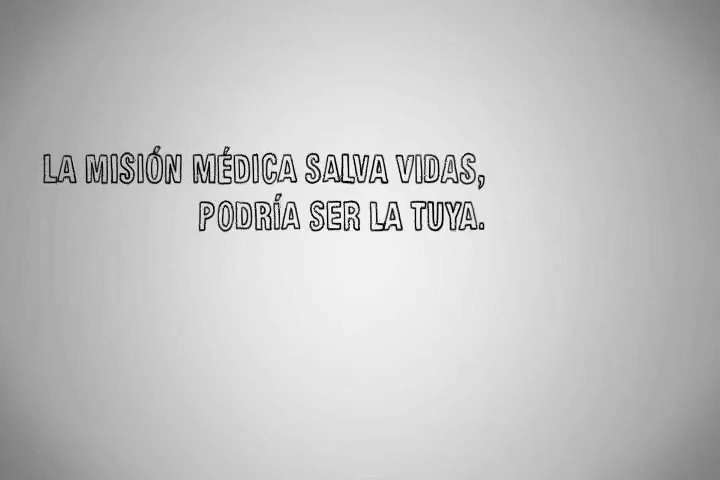 LA MISIÓN MÉDICA SALVA VIDAS,
PODRÍA SER LA TUYA.